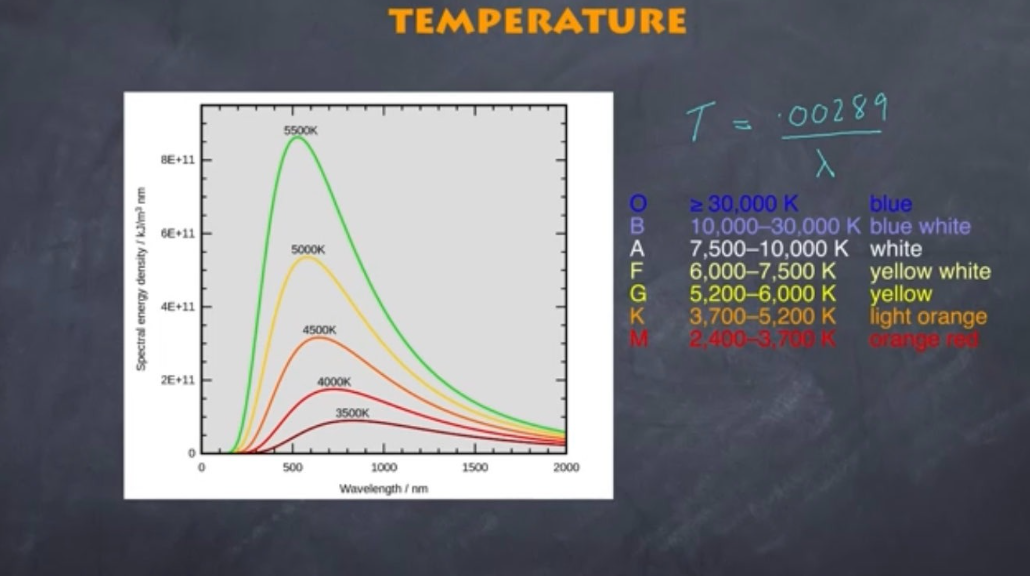 TEMPERATURE
8E+11
6E+11
4E+11
2E+11
0
Spectral energy density / kJ/m³ nm
5500K
5000K
4500K
4000K
3500K
0 500 1000 1500 2000
Wavelength / nm
T = .00289 / λ
O ≥ 30,000 K blue
B 10,000–30,000 K blue white
A 7,500–10,000 K white
F 6,000–7,500 K yellow white
G 5,200–6,000 K yellow
K 3,700–5,200 K light orange
M 2,400–3,700 K orange red